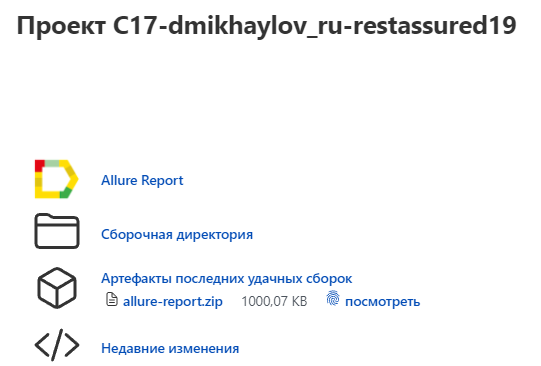 Проект C17-dmikhaylov_ru-restassured19
Allure Report
Сборочная директория
Артефакты последних удачных сборок
allure-report.zip 1000,07 KB посмотреть
Недавние изменения